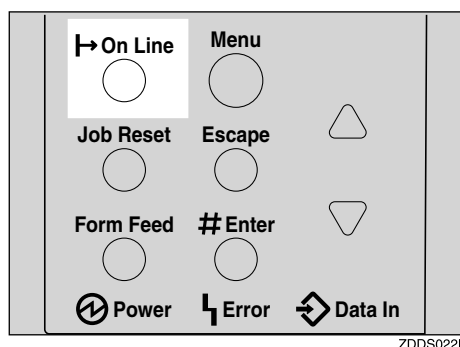 On Line Menu
Job Reset Escape
Form Feed # Enter
Power Error Data In